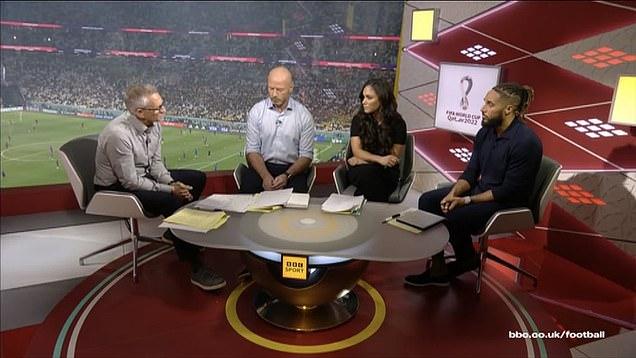 FIFA WORLD CUP
Qatar2022
BBC
SPORT
bbc.co.uk/football